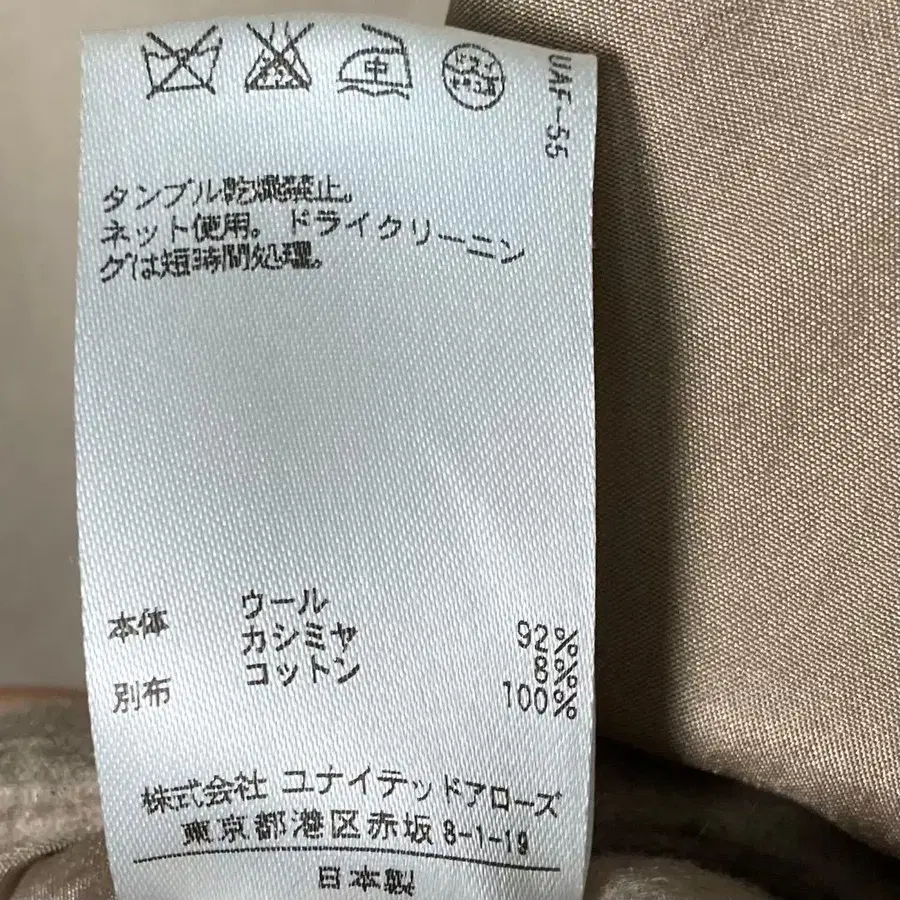 中
UAF-55
タンブル乾燥禁止。
ネット使用。ドライクリーニン
グは短時間処理。
本体 ウール 92%
カシミヤ 8%
別布 コットン 100%
株式会社 ユナイテッドアローズ
東京都港区赤坂8-1-19
日本製